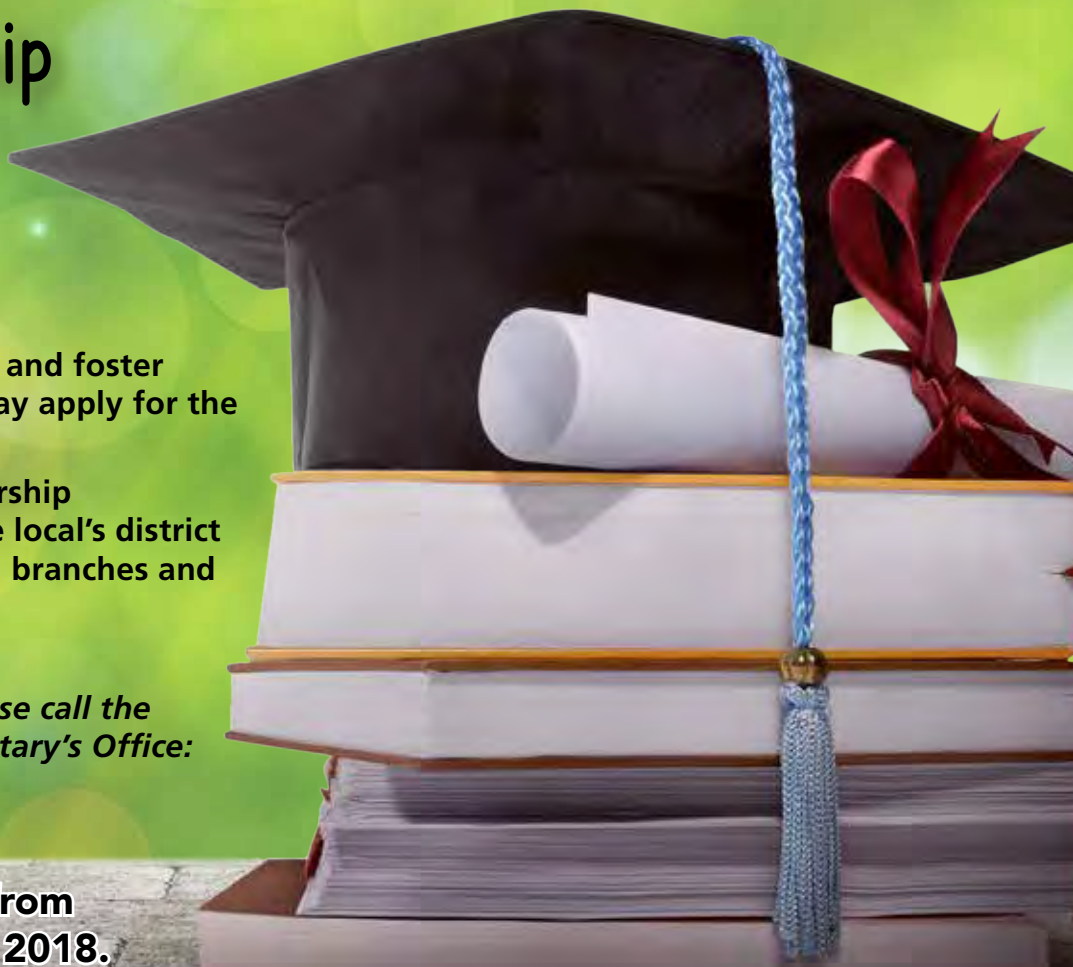 ip
and foster
ay apply for the
rship
e local's district
branches and
se call the
tary's Office:
rom
2018.